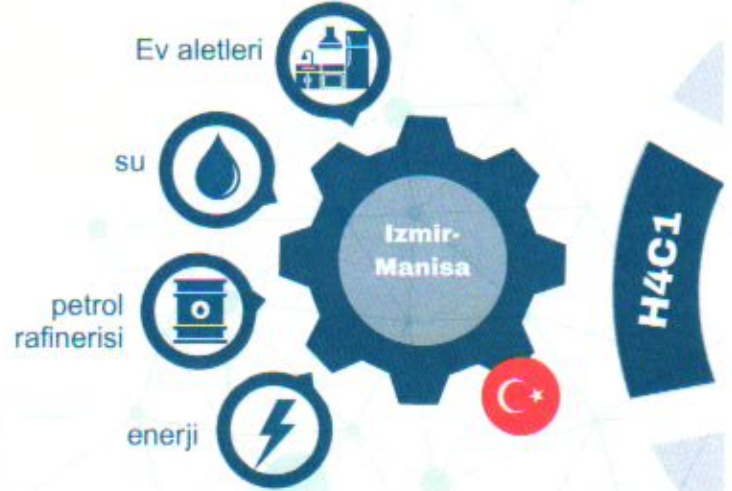 Ev aletleri
su
petrol
rafinerisi
enerji
Izmir-
Manisa
H4C1